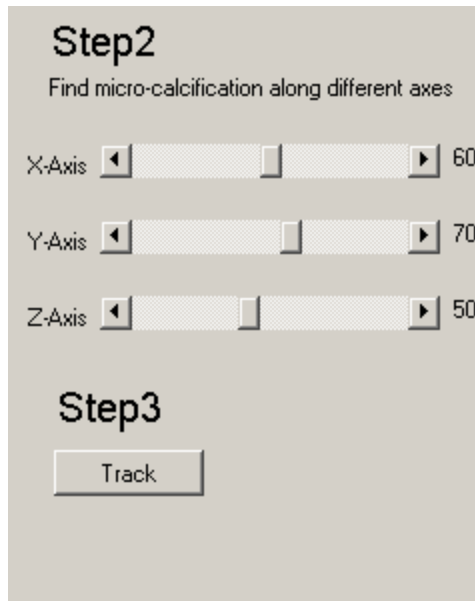 Step2
Find micro-calcification along different axes
X-Axis 60
Y-Axis 70
Z-Axis 50
Step3
Track